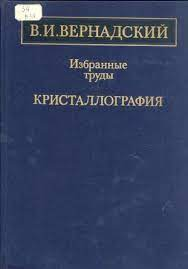 В.И.ВЕРНАДСКИЙ
Избранные
труды
КРИСТАЛЛОГРАФИЯ